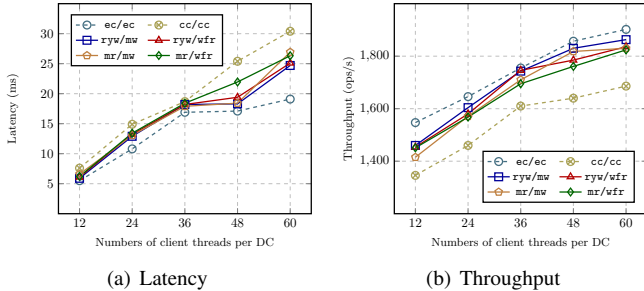 30
25
20
15
10
5
Latency (ms)
ec/ec cc/cc
ryw/mw ryw/wfr
mr/mw mr/wfr
12 24 36 48 60
Numbers of client threads per DC
(a) Latency
1,800
1,600
1,400
Throughput (ops/s)
ec/ec cc/cc
ryw/mw ryw/wfr
mr/mw mr/wfr
12 24 36 48 60
Numbers of client threads per DC
(b) Throughput